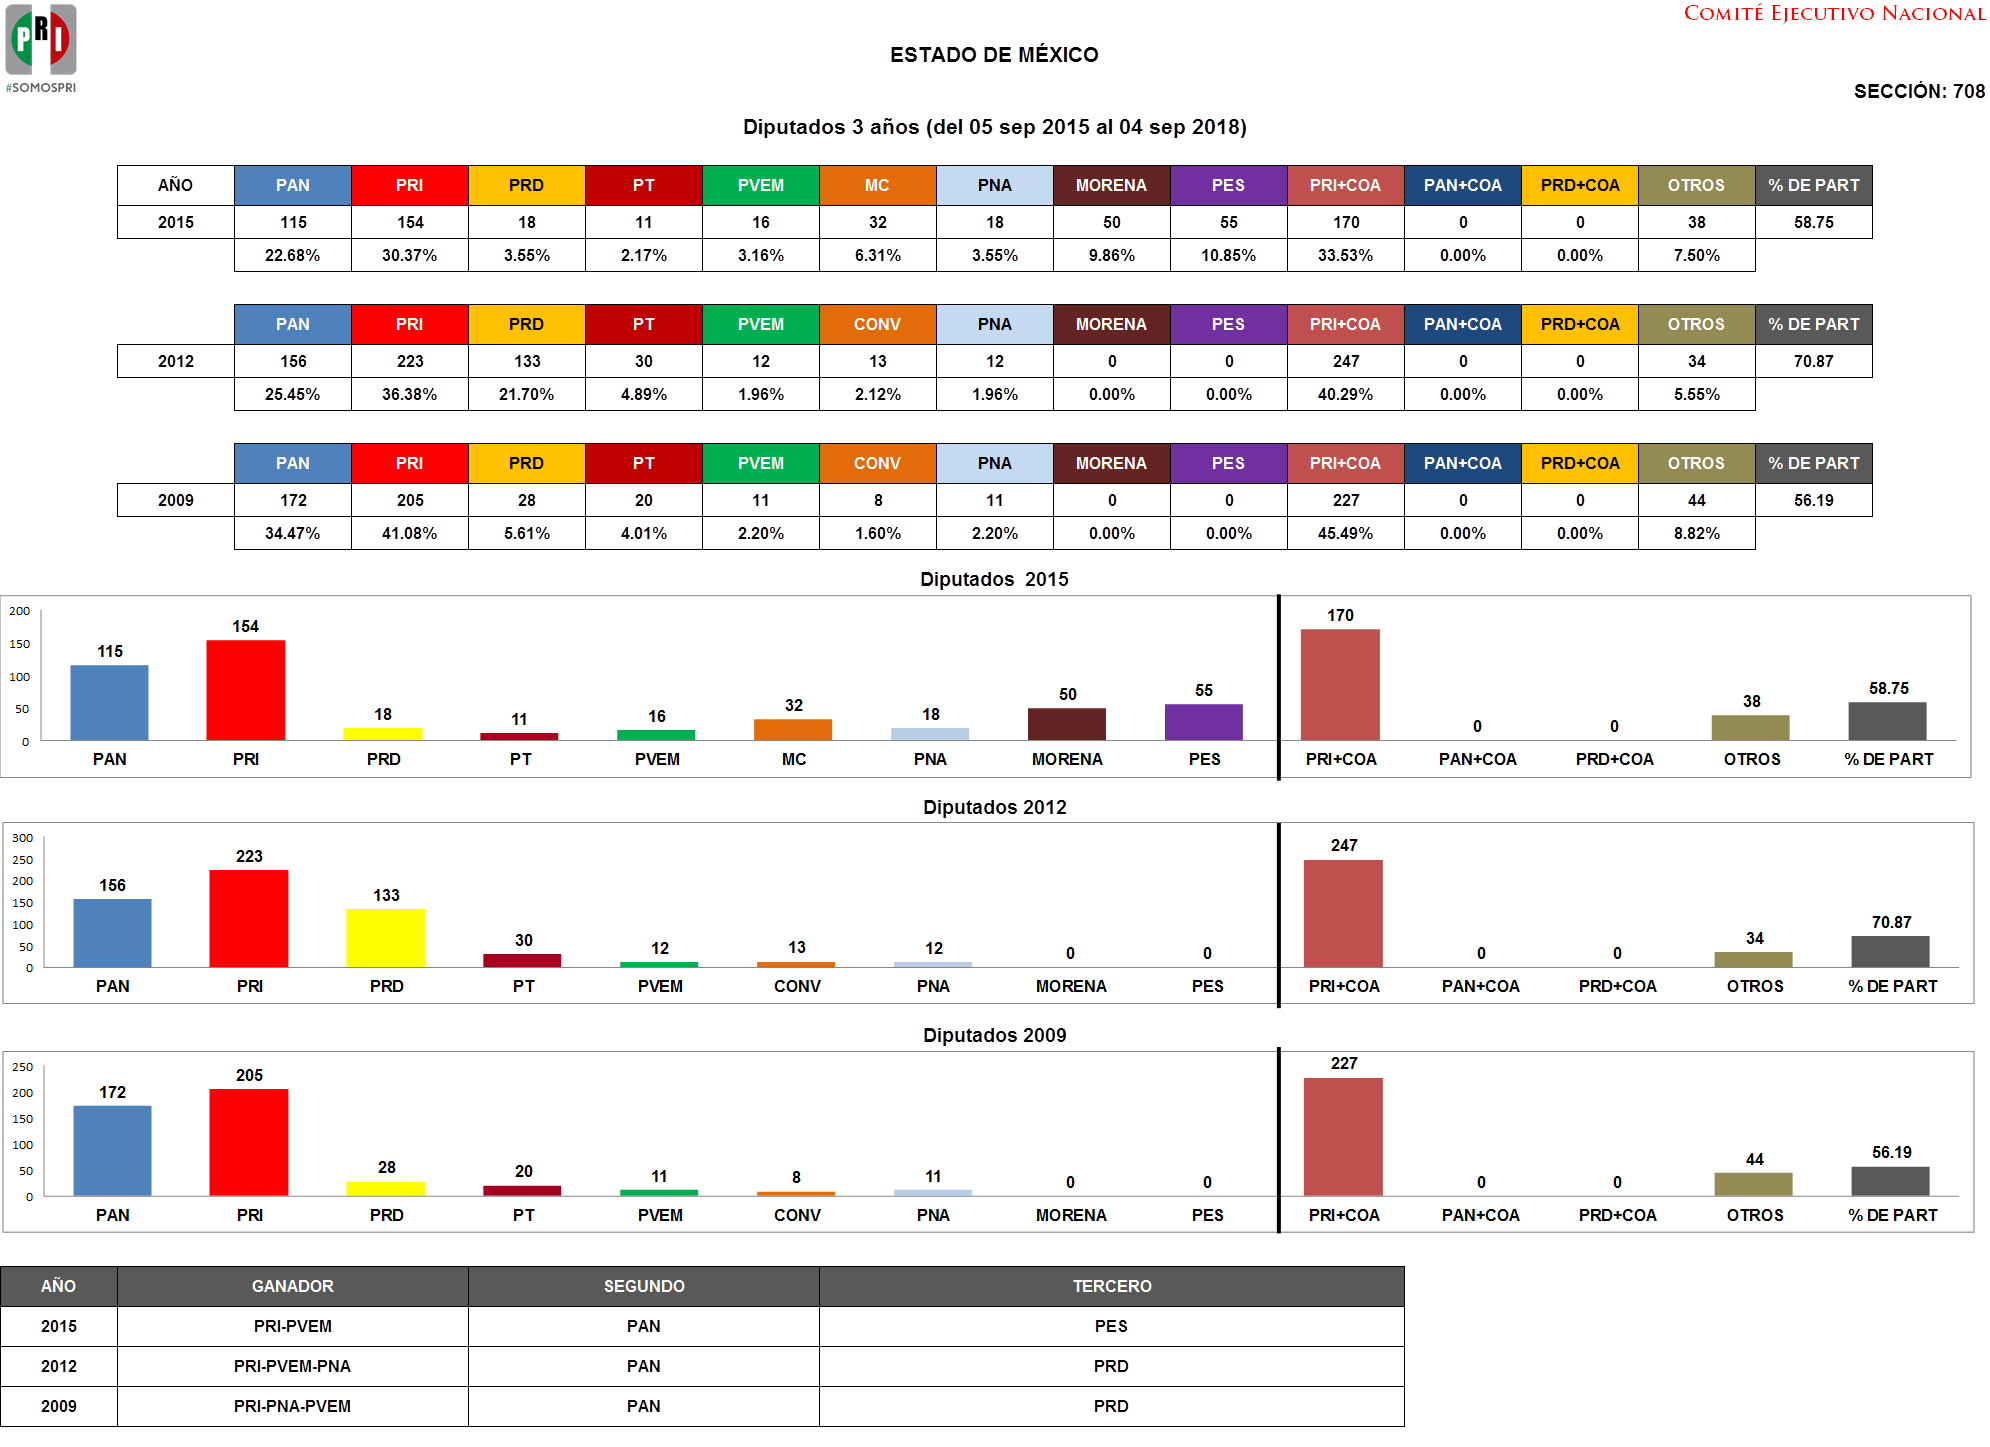 PRI
#SOMOSPRI
COMITÉ EJECUTIVO NACIONAL
ESTADO DE MÉXICO
SECCIÓN: 708
Diputados 3 años (del 05 sep 2015 al 04 sep 2018)
AÑO PAN PRI PRD PT PVEM MC PNA MORENA PES PRI+COA PAN+COA PRD+COA OTROS % DE PART
2015 115 154 18 11 16 32 18 50 55 170 0 0 38 58.75
22.68% 30.37% 3.55% 2.17% 3.16% 6.31% 3.55% 9.86% 10.85% 33.53% 0.00% 0.00% 7.50%
PAN PRI PRD PT PVEM CONV PNA MORENA PES PRI+COA PAN+COA PRD+COA OTROS % DE PART
2012 156 223 133 30 12 13 12 0 0 247 0 0 34 70.87
25.45% 36.38% 21.70% 4.89% 1.96% 2.12% 1.96% 0.00% 0.00% 40.29% 0.00% 0.00% 5.55%
PAN PRI PRD PT PVEM CONV PNA MORENA PES PRI+COA PAN+COA PRD+COA OTROS % DE PART
2009 172 205 28 20 11 8 11 0 0 227 0 0 44 56.19
34.47% 41.08% 5.61% 4.01% 2.20% 1.60% 2.20% 0.00% 0.00% 45.49% 0.00% 0.00% 8.82%
Diputados 2015
200
150
100
50
0
115 154 18 11 16 32 18 50 55 170 0 0 38 58.75
PAN PRI PRD PT PVEM MC PNA MORENA PES PRI+COA PAN+COA PRD+COA OTROS % DE PART
Diputados 2012
300
250
200
150
100
50
0
156 223 133 30 12 13 12 0 0 247 0 0 34 70.87
PAN PRI PRD PT PVEM CONV PNA MORENA PES PRI+COA PAN+COA PRD+COA OTROS % DE PART
Diputados 2009
250
200
150
100
50
0
172 205 28 20 11 8 11 0 0 227 0 0 44 56.19
PAN PRI PRD PT PVEM CONV PNA MORENA PES PRI+COA PAN+COA PRD+COA OTROS % DE PART
AÑO GANADOR SEGUNDO TERCERO
2015 PRI-PVEM PAN PES
2012 PRI-PVEM-PNA PAN PRD
2009 PRI-PNA-PVEM PAN PRD